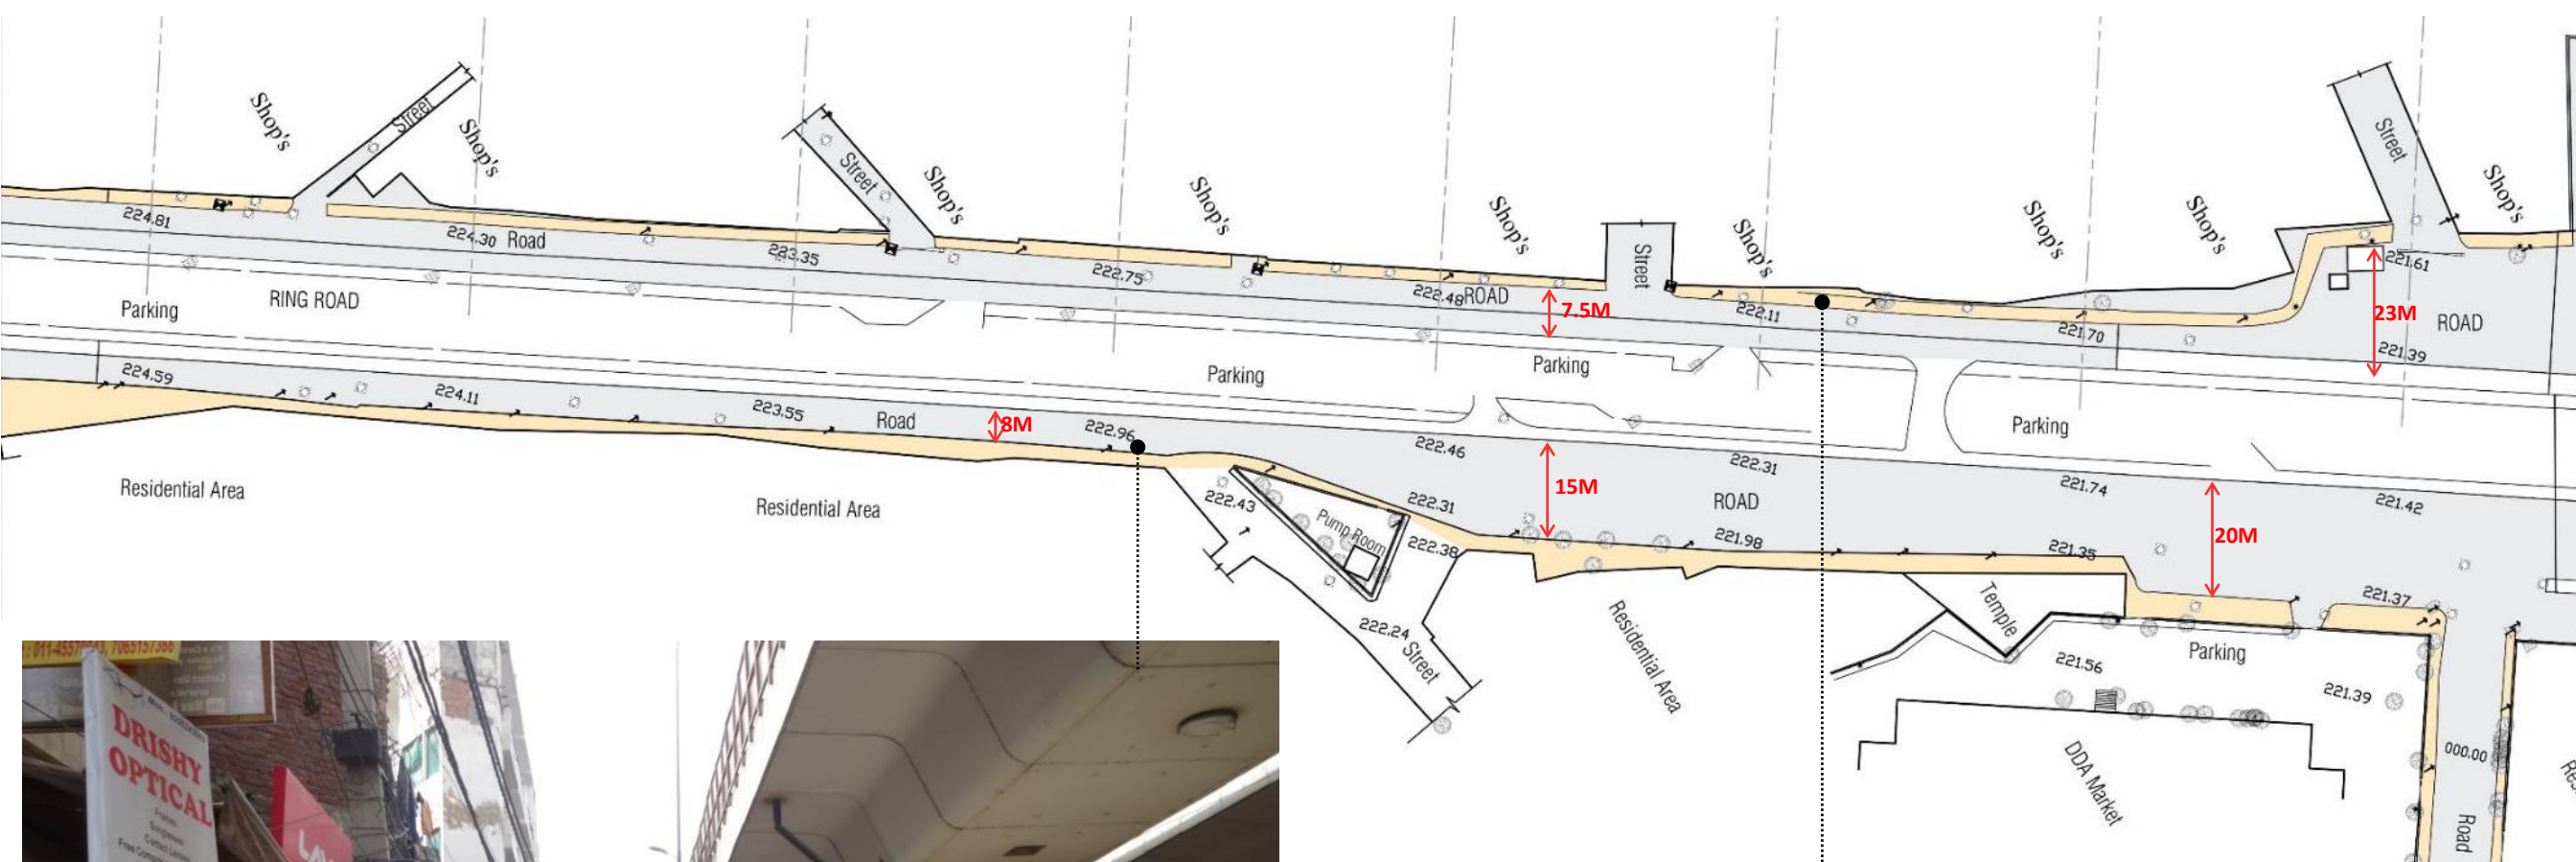 Shop's
Street
Shop's
Street
Shop's
Shop's
Shop's
Street
Shop's
Shop's
Shop's
Street
Shop's
224.81
224.30
Road
223.35
222.75
222.48
ROAD
7.5M
222.11
221.70
221.61
23M
ROAD
221.39
Parking
RING ROAD
Parking
Parking
Parking
224.59
224.11
223.55
Road
8M
222.96
222.46
222.31
221.74
221.42
Residential Area
Residential Area
222.43
Pump Room
222.31
222.38
15M
ROAD
221.98
221.35
20M
221.37
222.24
Street
Residential Area
Temple
Parking
221.56
221.39
DDA Market
000.00
Road
DRISHY
OPTICAL
Frames
Sunglasses
Contact Lenses